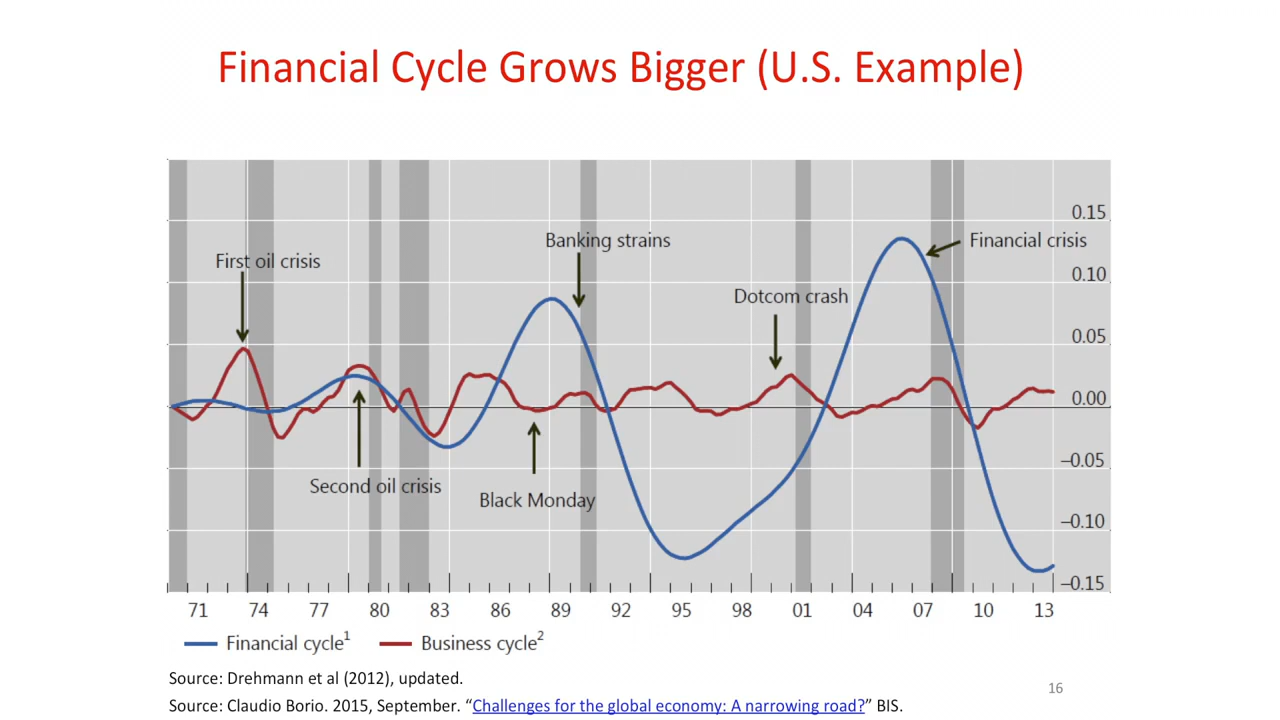 Financial Cycle Grows Bigger (U.S. Example)
0.15
Banking strains
Financial crisis
First oil crisis
0.10
Dotcom crash
0.05
0.00
–0.05
Second oil crisis
Black Monday
–0.10
–0.15
71 74 77 80 83 86 89 92 95 98 01 04 07 10 13
Financial cycle1 Business cycle2
Source: Drehmann et al (2012), updated.
16
Source: Claudio Borio. 2015, September. “Challenges for the global economy: A narrowing road?” BIS.